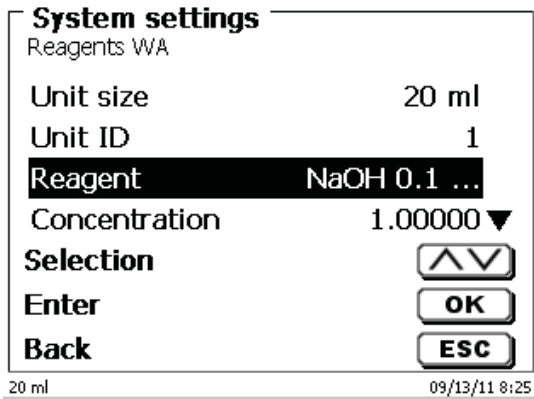 System settings
Reagents WA
Unit size 20 ml
Unit ID 1
Reagent NaOH 0.1 ...
Concentration 1.00000
Selection
Enter OK
Back ESC
20 ml 09/13/11 8:25